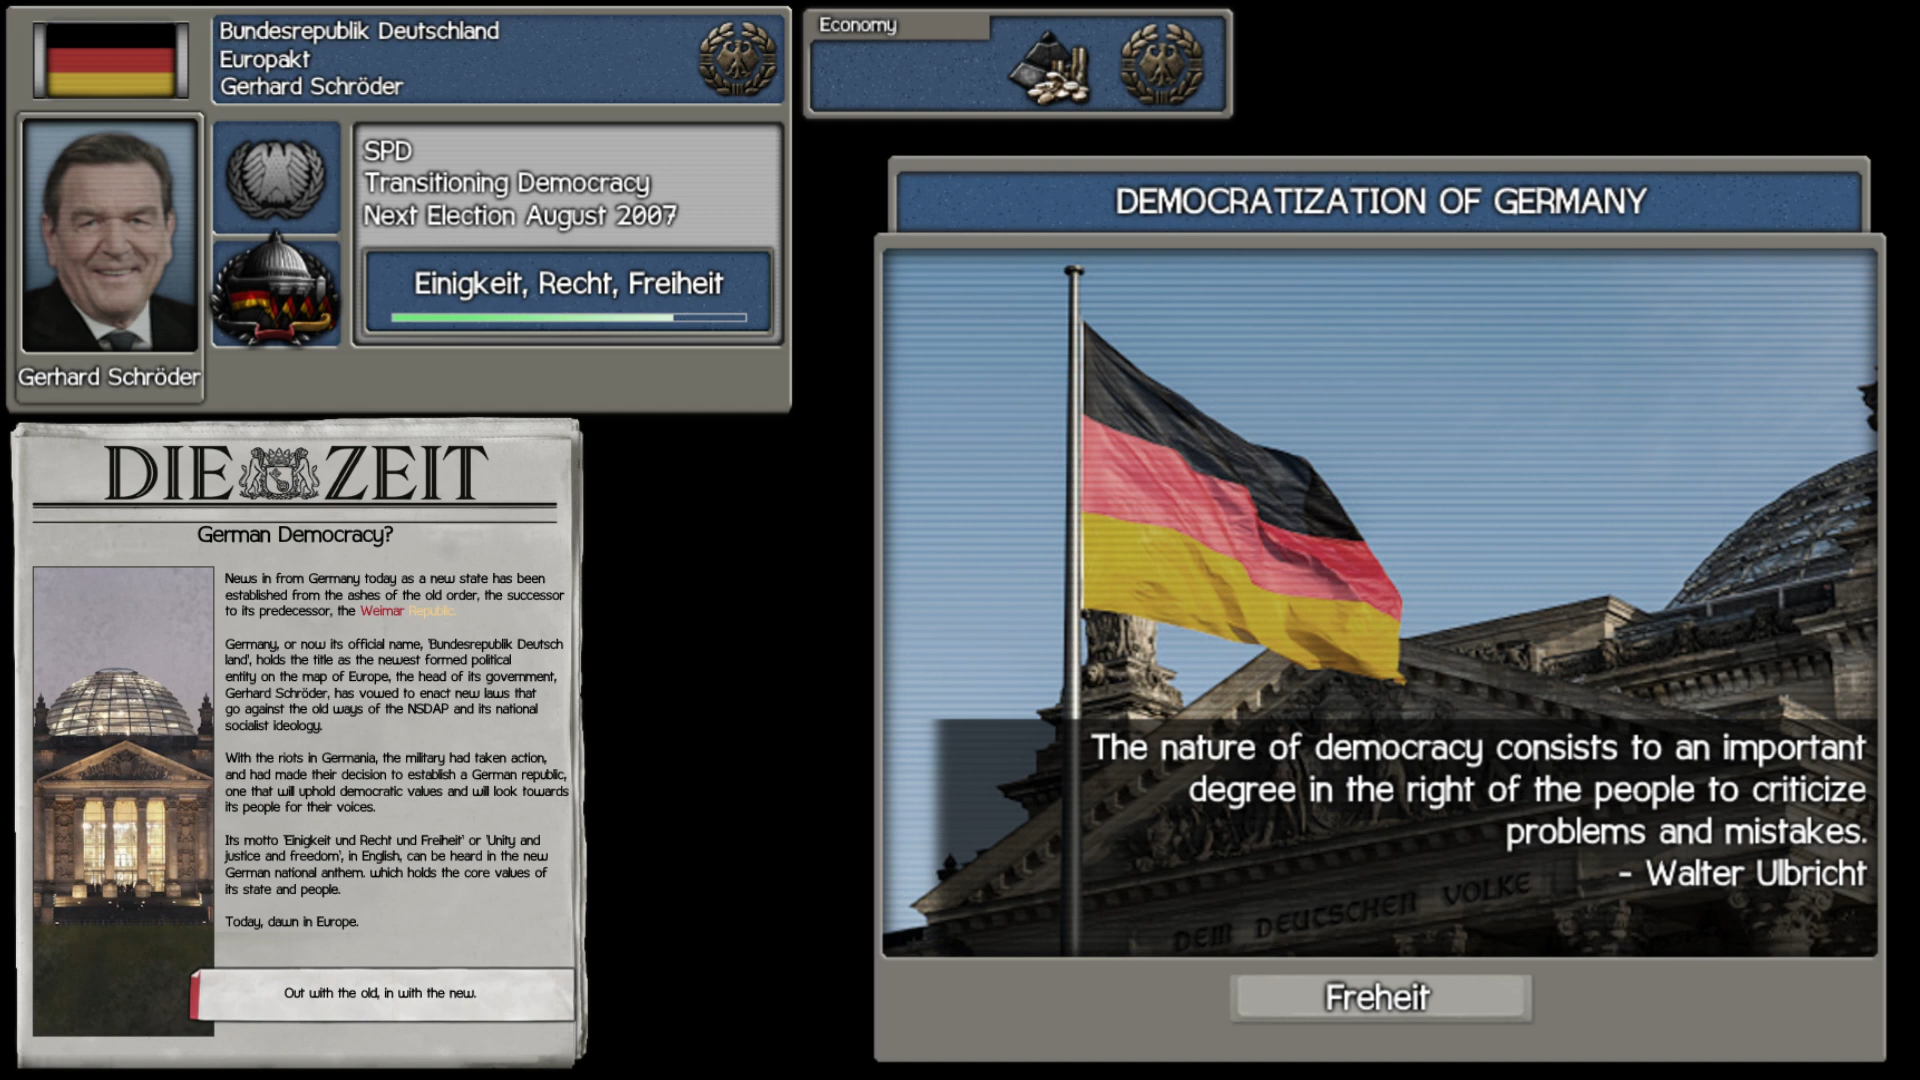 Bundesrepublik Deutschland
Europakt
Gerhard Schröder
SPD
Transitioning Democracy
Next Election August 2007
Einigkeit, Recht, Freiheit
Gerhard Schröder
Economy
DEMOCRATIZATION OF GERMANY
DEM DEUTSCHEN VOLKE
The nature of democracy consists to an important
degree in the right of the people to criticize
problems and mistakes.
- Walter Ulbricht
Freheit
DIE ZEIT
German Democracy?
News in from Germany today as a new state has been
established from the ashes of the old order, the successor
to its predecessor, the Weimar Republic.
Germany, or now its official name, 'Bundesrepublik Deutsch
land', holds the title as the newest formed political
entity on the map of Europe, the head of its government,
Gerhard Schröder, has vowed to enact new laws that
go against the old ways of the NSDAP and its national
socialist ideology.
With the riots in Germania, the military had taken action,
and had made their decision to establish a German republic,
one that will uphold democratic values and will look towards
its people for their voices.
Its motto 'Einigkeit und Recht und Freiheit' or 'Unity and
justice and freedom', in English, can be heard in the new
German national anthem. which holds the core values of
its state and people.
Today, dawn in Europe.
Out with the old, in with the new.